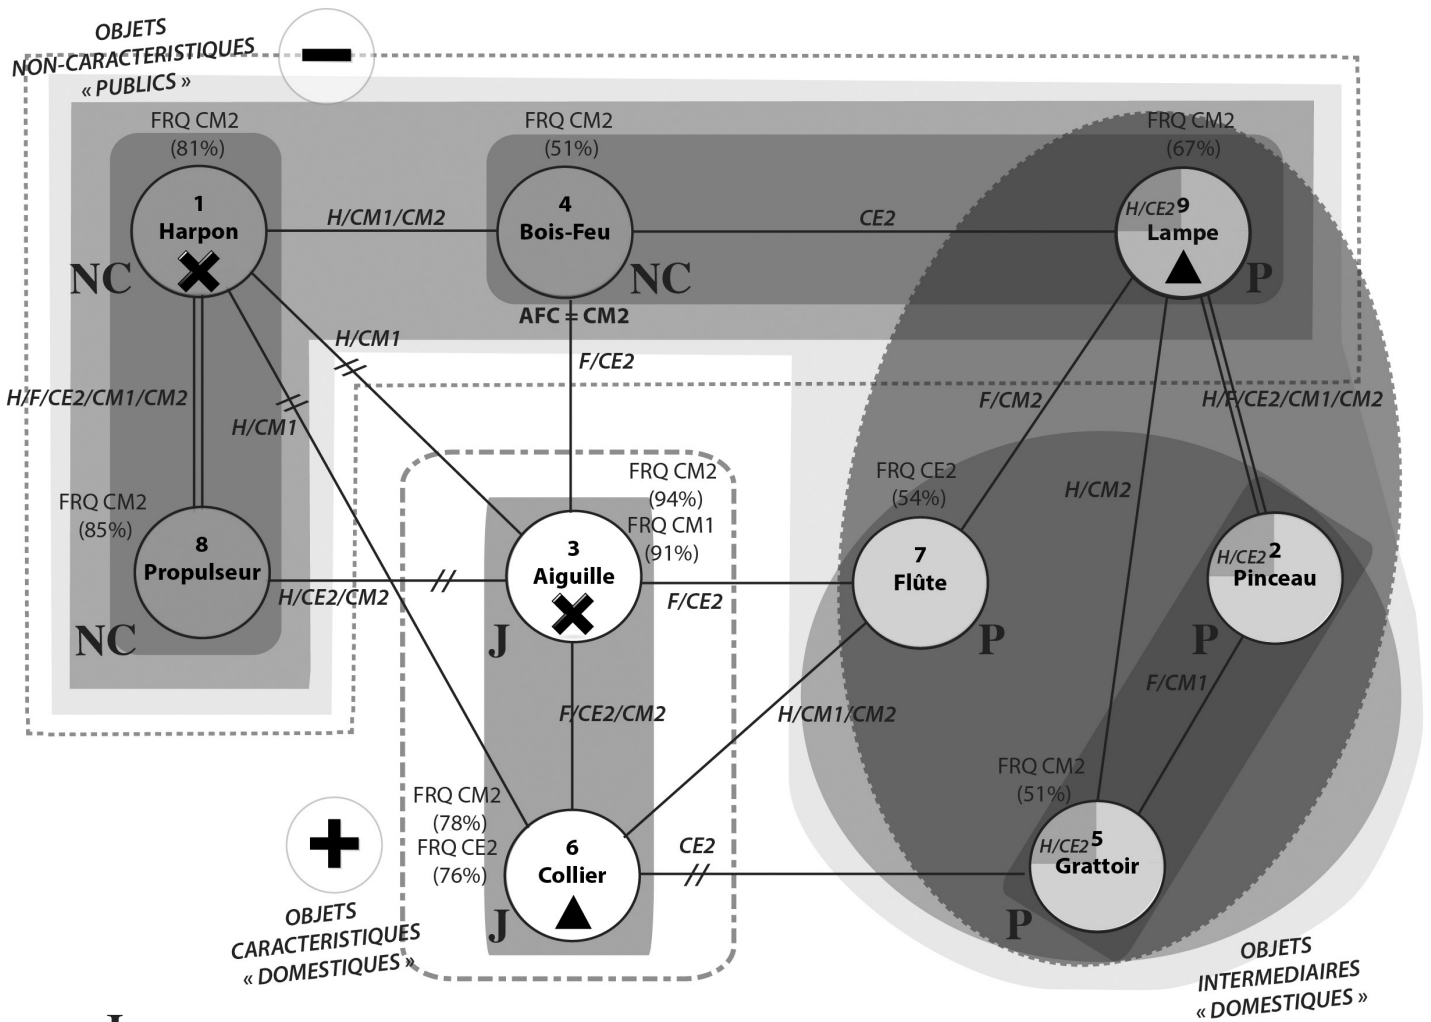 OBJETS
NON-CARACTERISTIQUES
« PUBLICS »
FRQ CM2
(81%)
FRQ CM2
(51%)
FRQ CM2
(67%)
1
Harpon
NC
H/CM1/CM2
4
Bois-Feu
NC
AFC = CM2
CE2
H/CE2 9
Lampe
P
H/CM1
F/CE2
H/F/CE2/CM1/CM2
H/CM1
F/CM2
H/F/CE2/CM1/CM2
H/CM2
FRQ CM2
(85%)
8
Propulseur
NC
H/CE2/CM2
FRQ CM2
(94%)
FRQ CM1
(91%)
3
Aiguille
J
F/CE2
FRQ CE2
(54%)
7
Flûte
P
H/CE2 2
Pinceau
P
F/CM1
F/CE2/CM2
H/CM1/CM2
FRQ CM2
(78%)
FRQ CE2
(76%)
6
Collier
J
CE2
FRQ CM2
(51%)
H/CE2 5
Grattoir
P
OBJETS
CARACTERISTIQUES
« DOMESTIQUES »
OBJETS
INTERMEDIAIRES
« DOMESTIQUES »